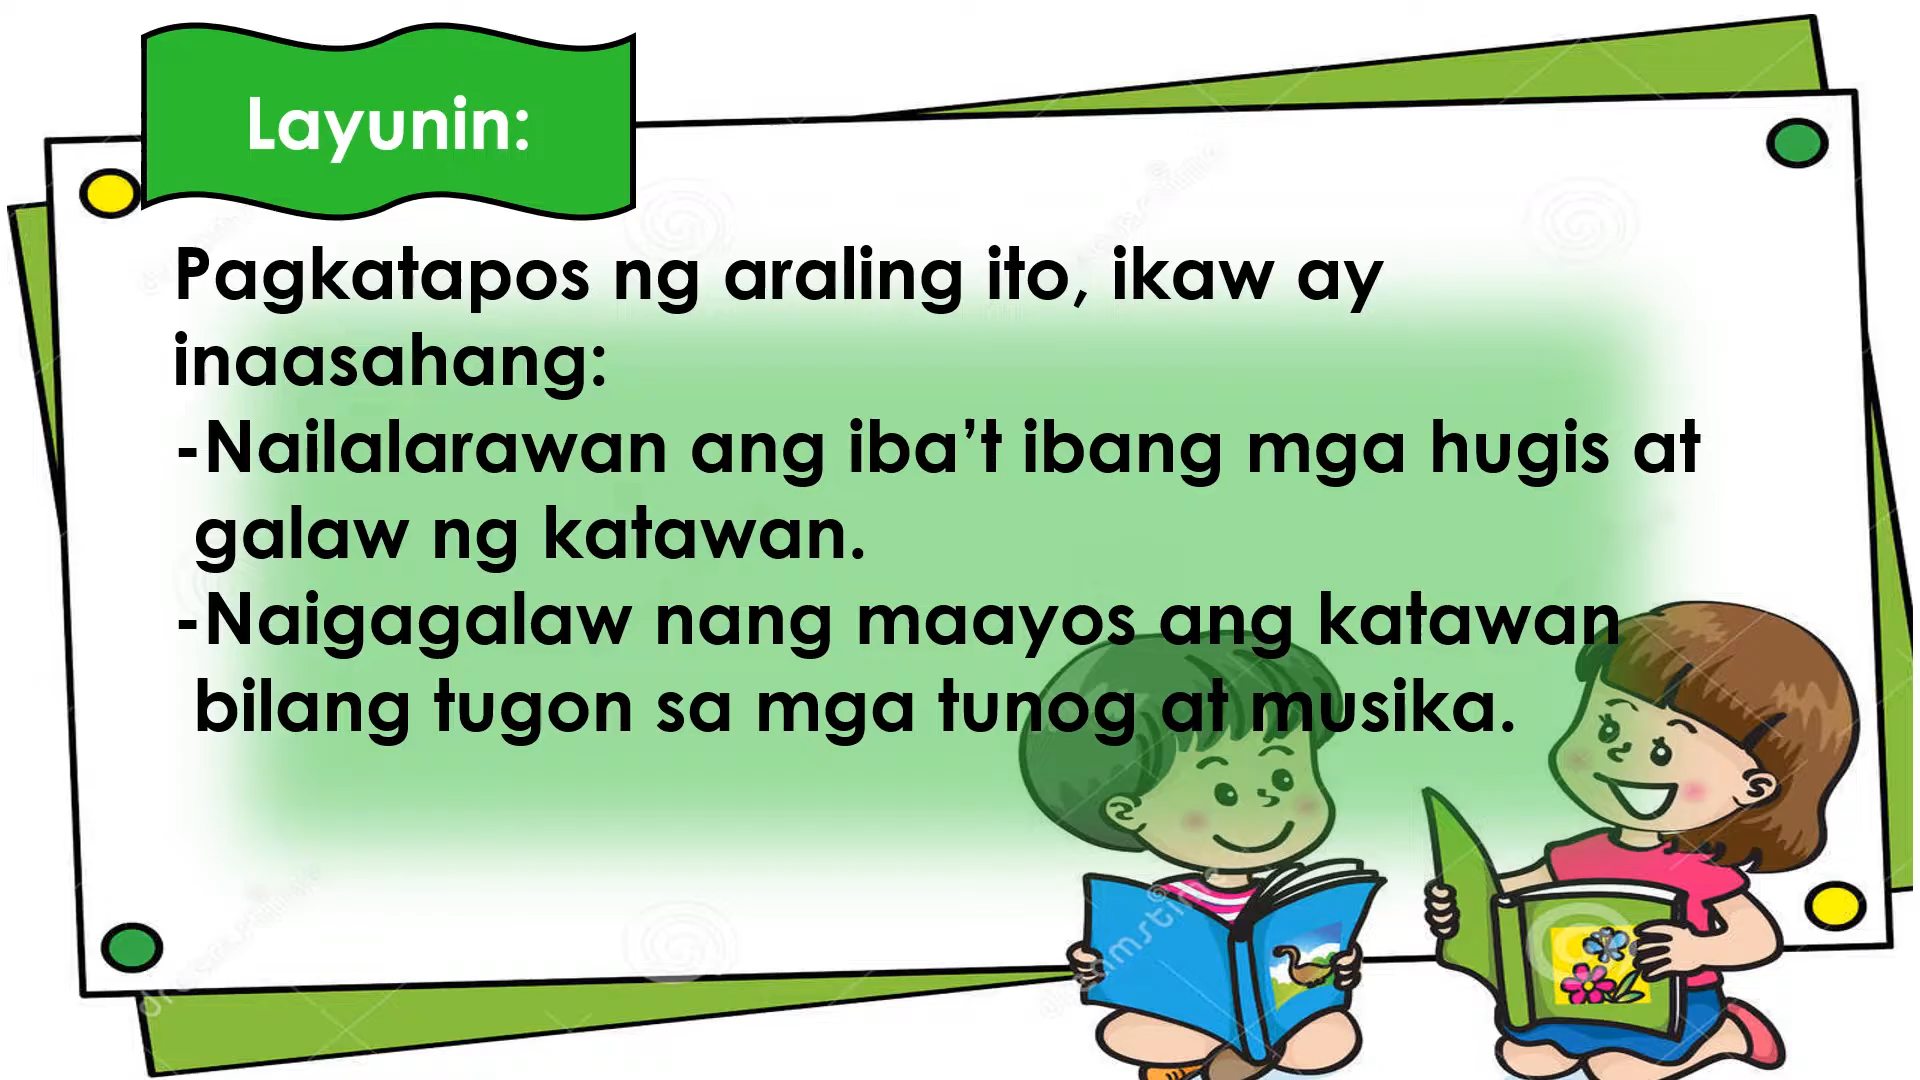 Layunin:
Pagkatapos ng araling ito, ikaw ay
inaasahang:
-Nailalarawan ang iba’t ibang mga hugis at
galaw ng katawan.
-Naigagalaw nang maayos ang katawan
bilang tugon sa mga tunog at musika.